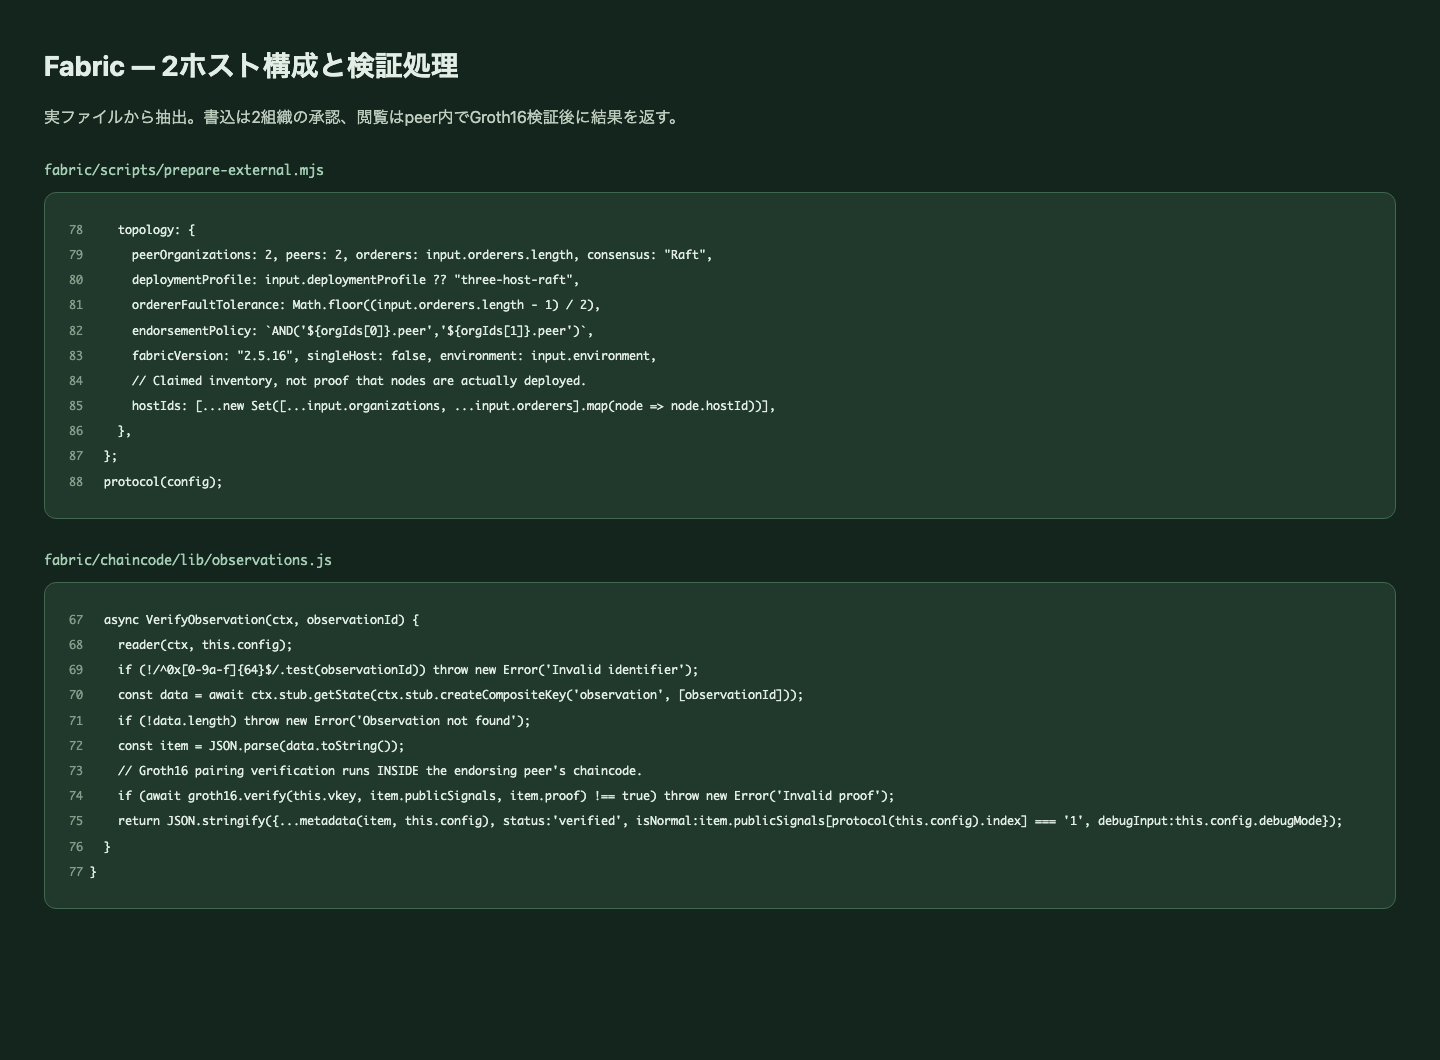 Fabric — 2ホスト構成と検証処理
実ファイルから抽出。書込は2組織の承認、閲覧はpeer内でGroth16検証後に結果を返す。
fabric/scripts/prepare-external.mjs
78     topology: {
79       peerOrganizations: 2, peers: 2, orderers: input.orderers.length, consensus: "Raft",
80       deploymentProfile: input.deploymentProfile ?? "three-host-raft",
81       ordererFaultTolerance: Math.floor((input.orderers.length - 1) / 2),
82       endorsementPolicy: `AND('${orgIds[0]}.peer','${orgIds[1]}.peer')`,
83       fabricVersion: "2.5.16", singleHost: false, environment: input.environment,
84       // Claimed inventory, not proof that nodes are actually deployed.
85       hostIds: [...new Set([...input.organizations, ...input.orderers].map(node => node.hostId))],
86     },
87   };
88   protocol(config);
fabric/chaincode/lib/observations.js
67   async VerifyObservation(ctx, observationId) {
68     reader(ctx, this.config);
69     if (!/^0x[0-9a-f]{64}$/.test(observationId)) throw new Error('Invalid identifier');
70     const data = await ctx.stub.getState(ctx.stub.createCompositeKey('observation', [observationId]));
71     if (!data.length) throw new Error('Observation not found');
72     const item = JSON.parse(data.toString());
73     // Groth16 pairing verification runs INSIDE the endorsing peer's chaincode.
74     if (await groth16.verify(this.vkey, item.publicSignals, item.proof) !== true) throw new Error('Invalid proof');
75     return JSON.stringify({...metadata(item, this.config), status:'verified', isNormal:item.publicSignals[protocol(this.config).index] === '1', debugInput:this.config.debugMode});
76   }
77 }